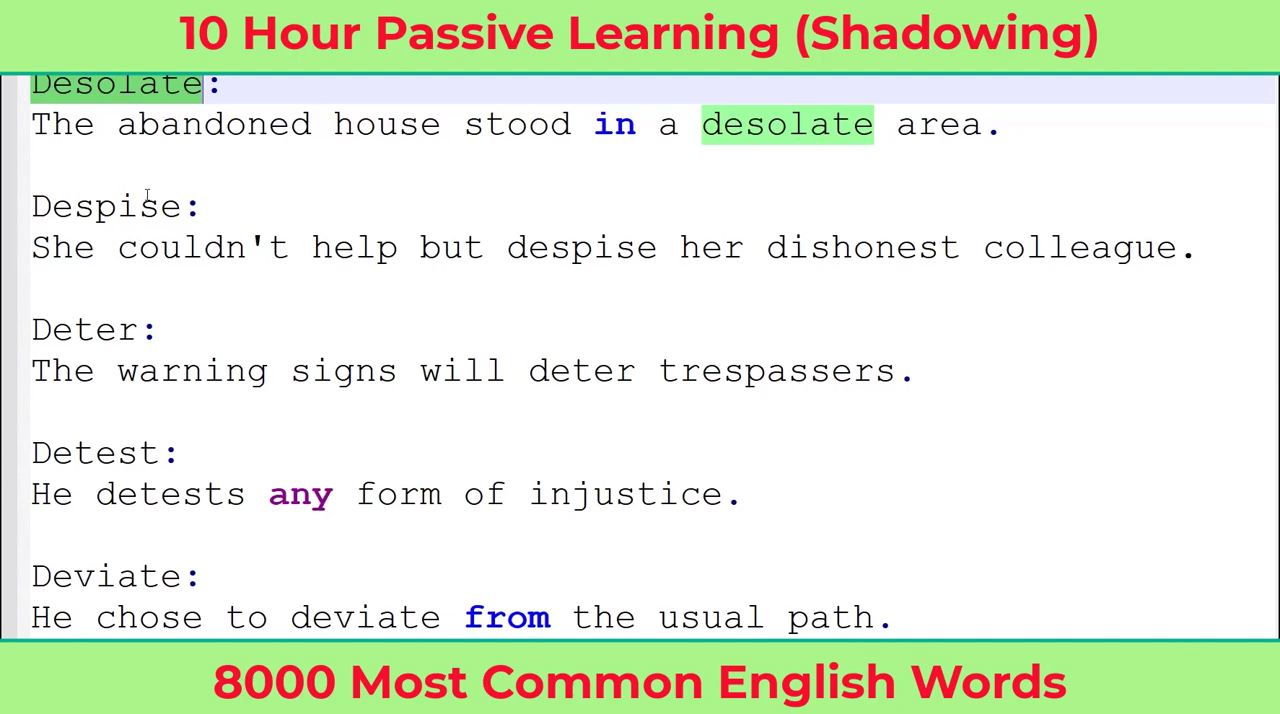 10 Hour Passive Learning (Shadowing)
Desolate:
The abandoned house stood in a desolate area.
Despise:
She couldn't help but despise her dishonest colleague.
Deter:
The warning signs will deter trespassers.
Detest:
He detests any form of injustice.
Deviate:
He chose to deviate from the usual path.
8000 Most Common English Words